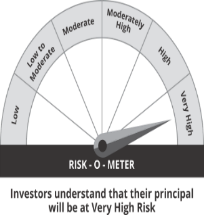 Low
Low to
Moderate
Moderate
Moderately
High
High
Very High
RISK - O - METER
Investors understand that their principal
will be at Very High Risk